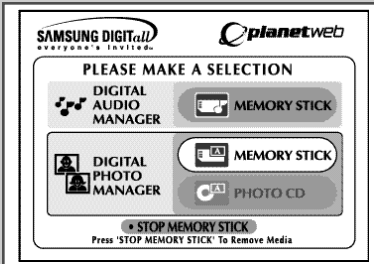 SAMSUNG DIGITall
everyone's invited™
planetweb
PLEASE MAKE A SELECTION
DIGITAL
AUDIO
MANAGER
MEMORY STICK
DIGITAL
PHOTO
MANAGER
MEMORY STICK
PHOTO CD
• STOP MEMORY STICK
Press 'STOP MEMORY STICK' To Remove Media